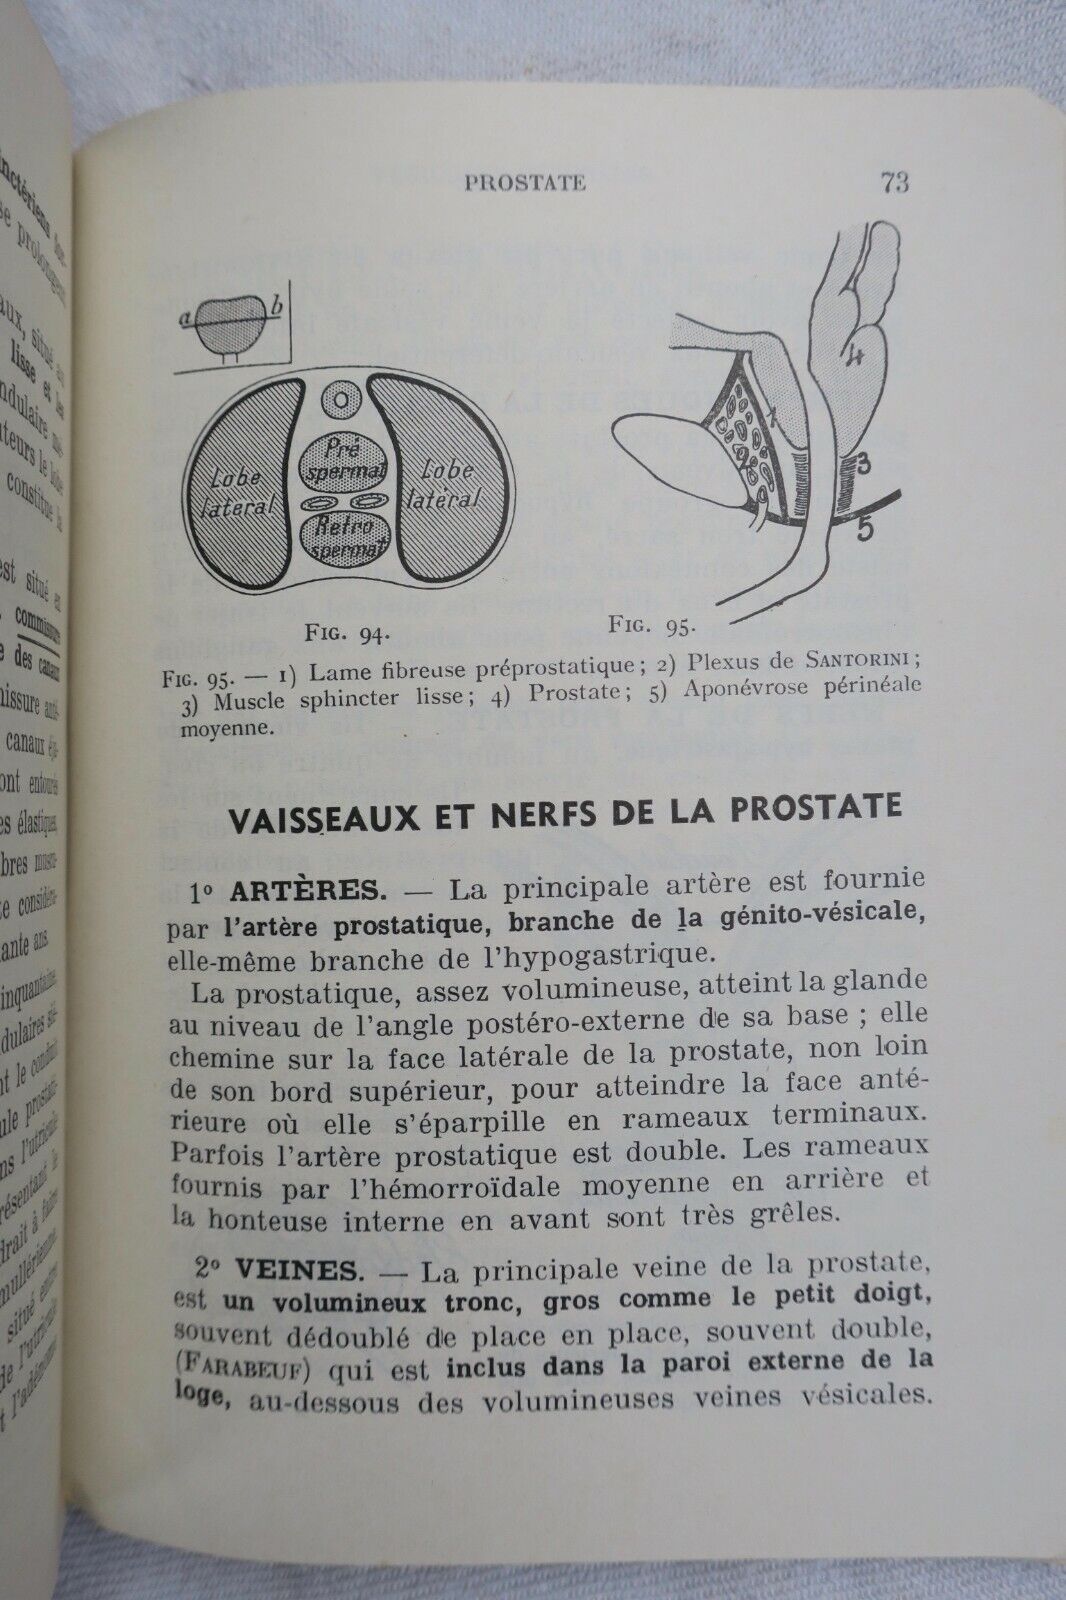 PROSTATE 73
a b
Lobe latéral
Pré spermat
Rétro spermat
Lobe latéral
1
2
3
4
5
FIG. 94.
FIG. 95.
FIG. 95. — 1) Lame fibreuse préprostatique; 2) Plexus de SANTORINI;
3) Muscle sphincter lisse; 4) Prostate; 5) Aponévrose périnéale
moyenne.
VAISSEAUX ET NERFS DE LA PROSTATE
1º ARTÈRES. — La principale artère est fournie
par l'artère prostatique, branche de la génito-vésicale,
elle-même branche de l'hypogastrique.
La prostatique, assez volumineuse, atteint la glande
au niveau de l'angle postéro-externe de sa base ; elle
chemine sur la face latérale de la prostate, non loin
de son bord supérieur, pour atteindre la face anté-
rieure où elle s'éparpille en rameaux terminaux.
Parfois l'artère prostatique est double. Les rameaux
fournis par l'hémorroïdale moyenne en arrière et
la honteuse interne en avant sont très grêles.
2º VEINES. — La principale veine de la prostate,
est un volumineux tronc, gros comme le petit doigt,
souvent dédoublé de place en place, souvent double,
(FARABEUF) qui est inclus dans la paroi externe de la
loge, au-dessous des volumineuses veines vésicales.